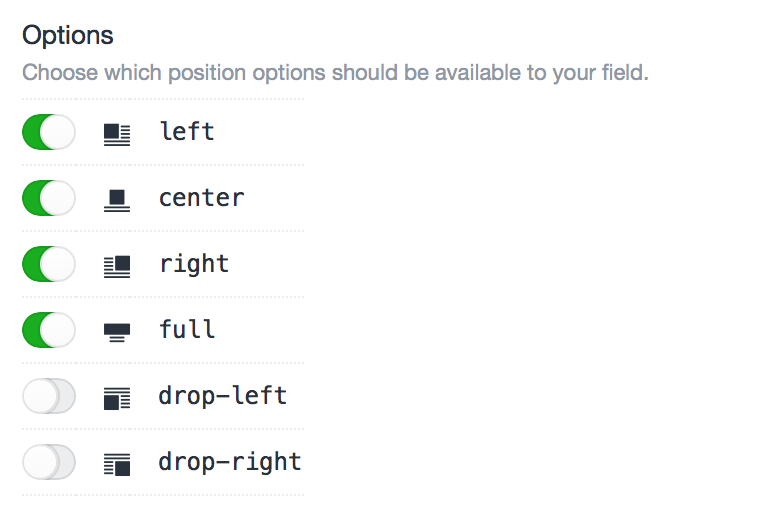 Options
Choose which position options should be available to your field.
left
center
right
full
drop-left
drop-right